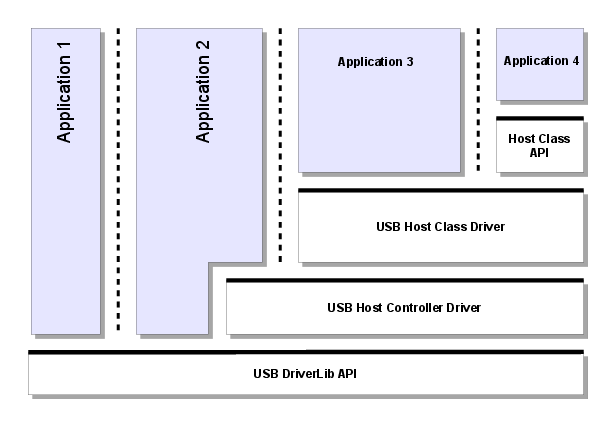 Application 1
Application 2
Application 3
Application 4
Host Class
API
USB Host Class Driver
USB Host Controller Driver
USB DriverLib API